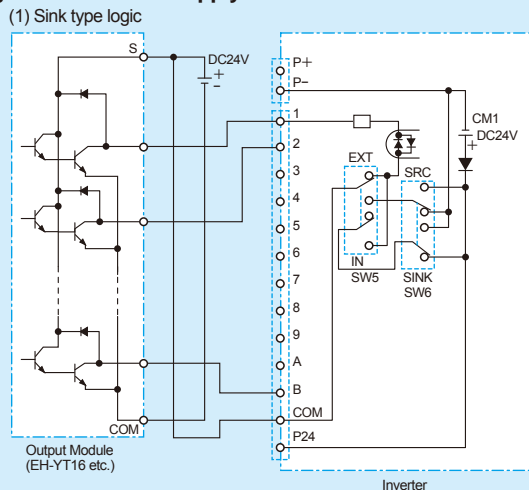 (1) Sink type logic
S
DC24V
+
−
P+
P−
1
2
3
4
5
6
7
8
9
A
B
COM
P24
CM1
DC24V
+
EXT
SRC
IN
SW5
SINK
SW6
COM
Output Module
(EH-YT16 etc.)
Inverter